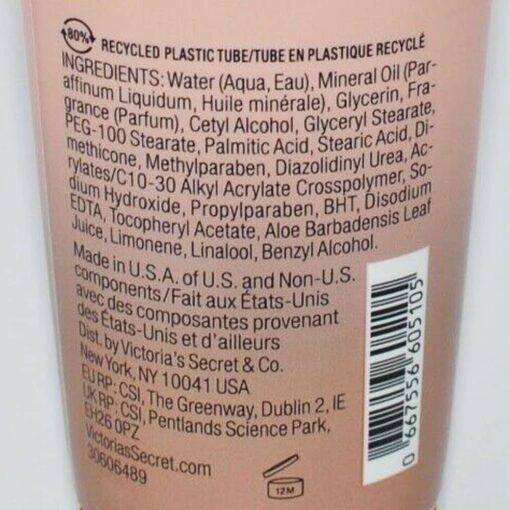 80%
RECYCLED PLASTIC TUBE/TUBE EN PLASTIQUE RECYCLÉ
INGREDIENTS: Water (Aqua, Eau), Mineral Oil (Par-
affinum Liquidum, Huile minérale), Glycerin, Fra-
grance (Parfum), Cetyl Alcohol, Glyceryl Stearate,
PEG-100 Stearate, Palmitic Acid, Stearic Acid, Di-
methicone, Methylparaben, Diazolidinyl Urea, Ac-
rylates/C10-30 Alkyl Acrylate Crosspolymer, So-
dium Hydroxide, Propylparaben, BHT, Disodium
EDTA, Tocopheryl Acetate, Aloe Barbadensis Leaf
Juice, Limonene, Linalool, Benzyl Alcohol.
Made in U.S.A. of U.S. and Non-U.S.
components/Fait aux États-Unis
avec des composantes provenant
des États-Unis et d'ailleurs
Dist. by Victoria's Secret & Co.
New York, NY 10041 USA
EU RP: CSI, The Greenway, Dublin 2, IE
UK RP: CSI, Pentlands Science Park,
EH26 0PZ
VictoriasSecret.com
30606489
12M
0 667556 605105